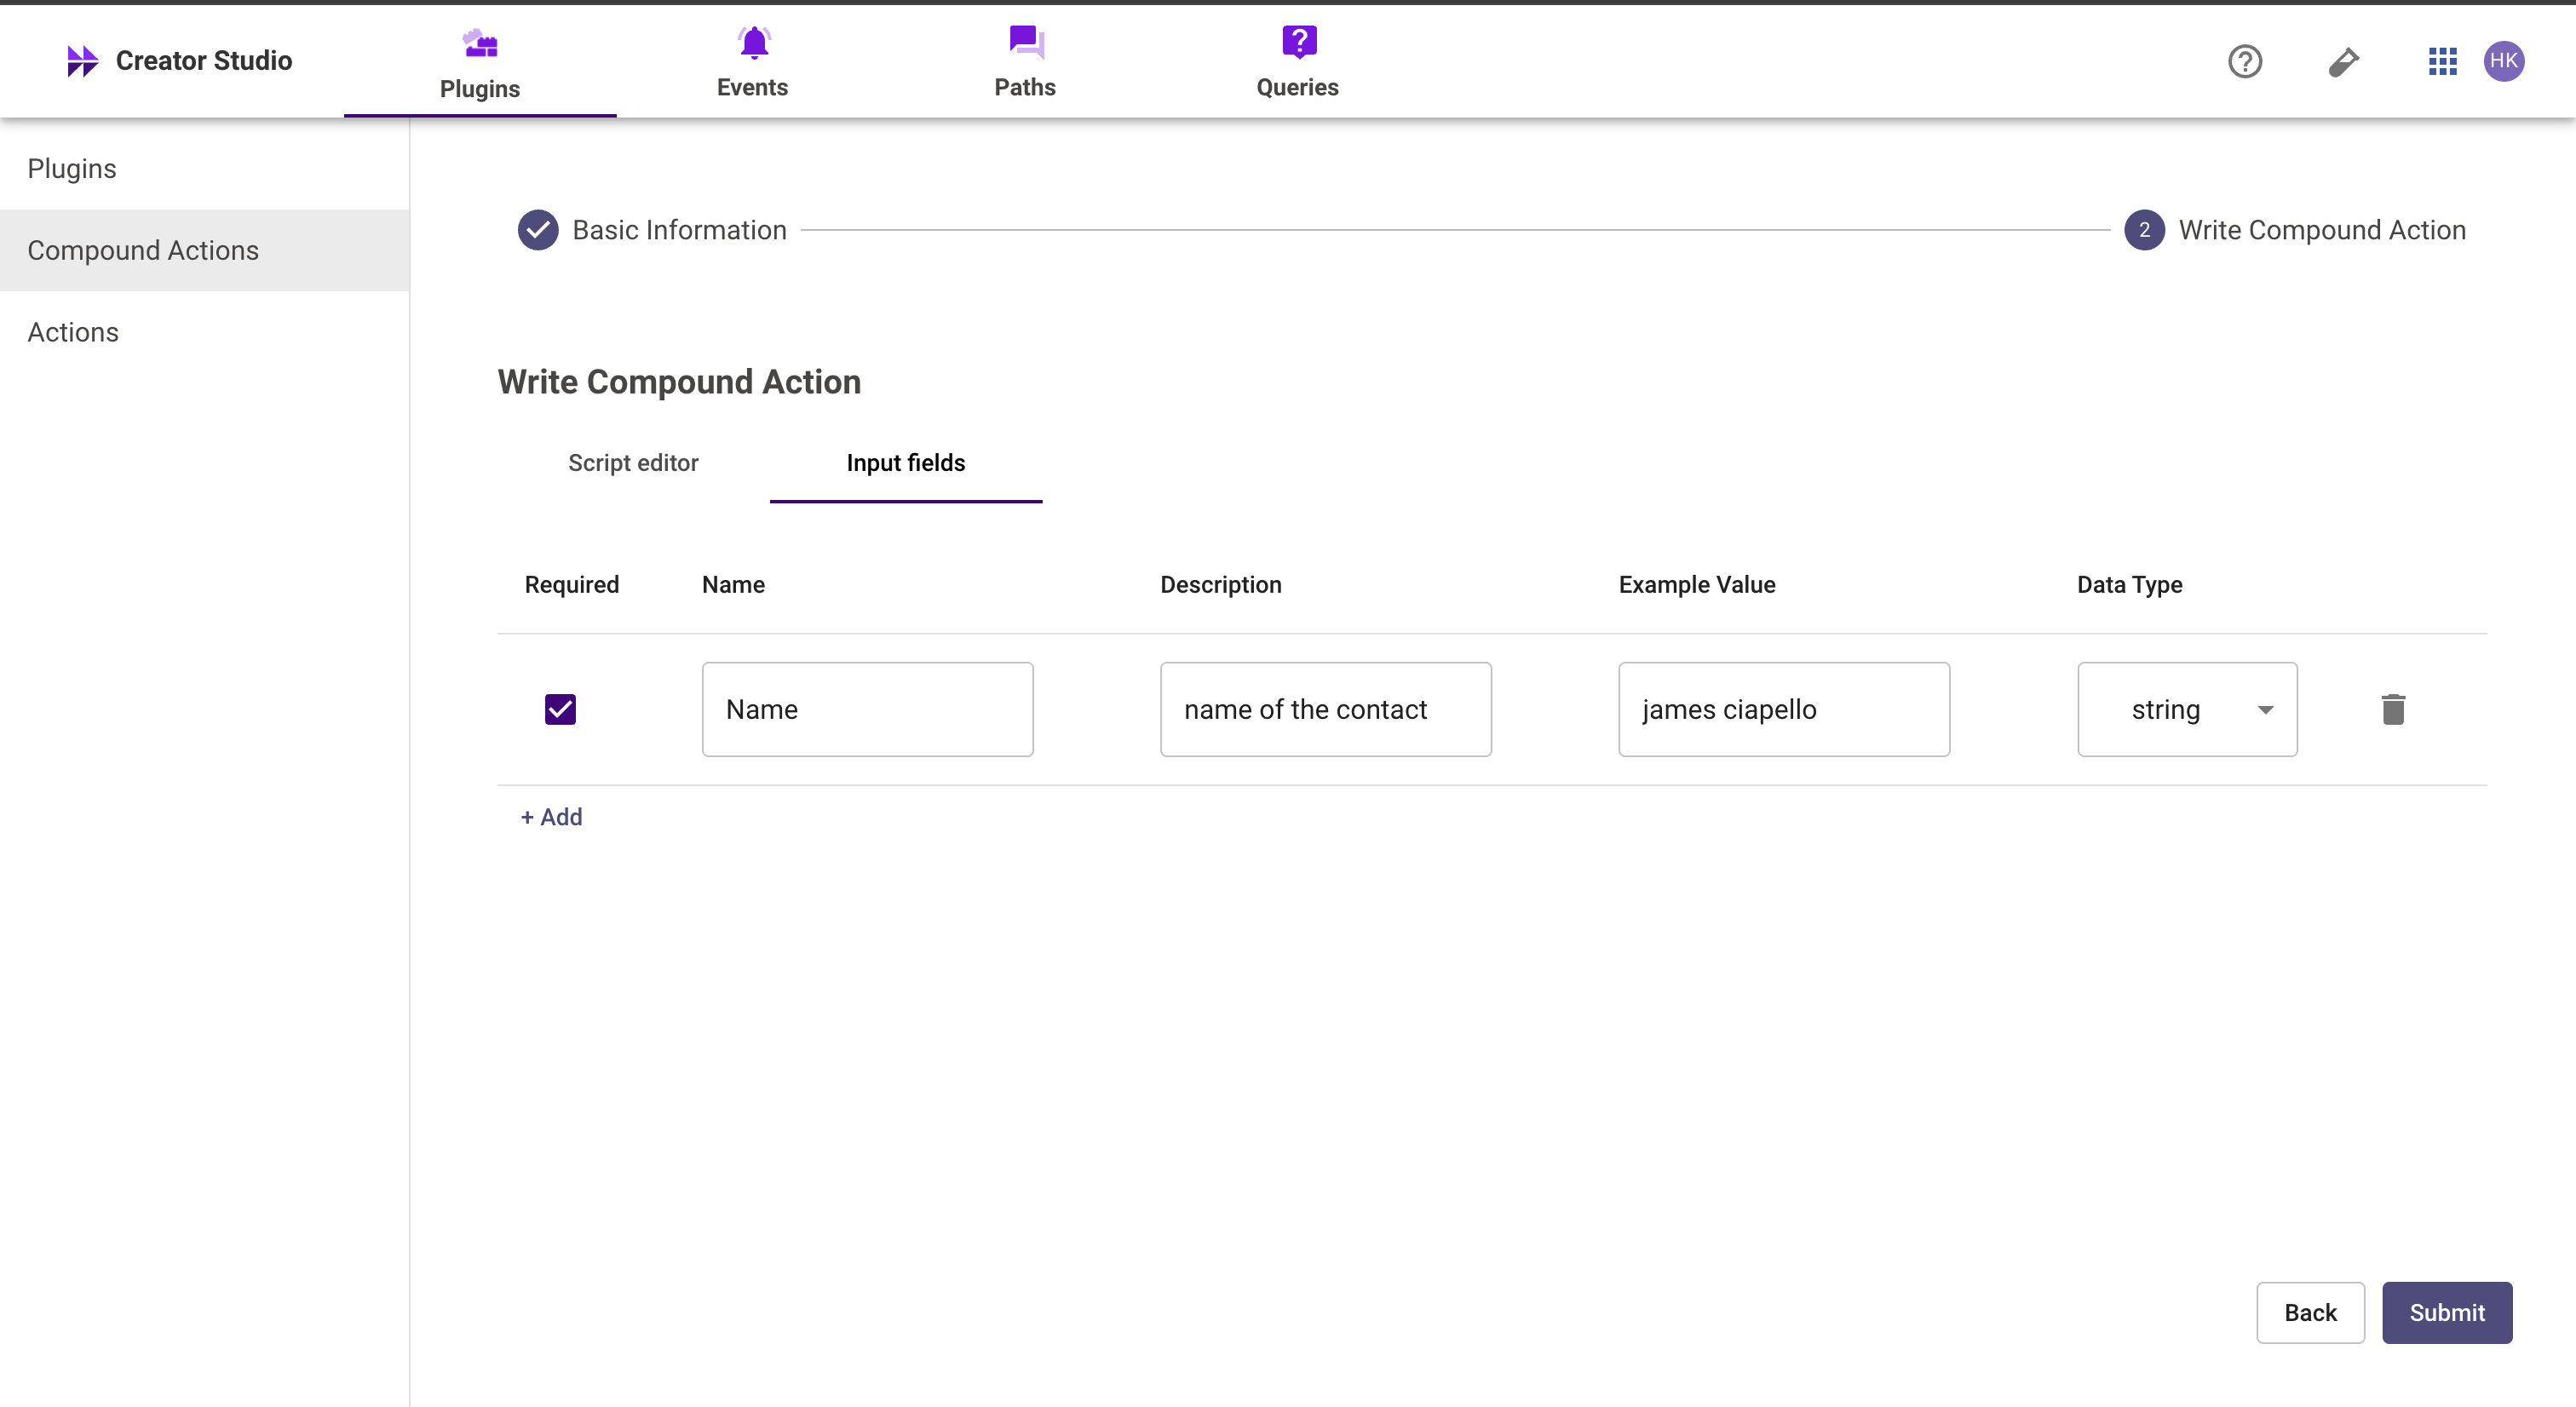 Creator Studio
Plugins
Events
Paths
Queries
?
?
HK
Plugins
Compound Actions
Actions
Basic Information
2 Write Compound Action
Write Compound Action
Script editor
Input fields
Required Name Description Example Value Data Type
Name name of the contact james ciapello string
+ Add
Back
Submit